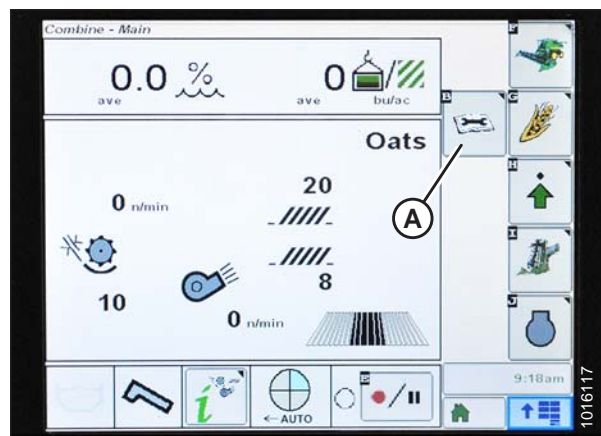 Combine - Main
F
0.0 %
ave
0 /
ave bu/ac
B
G
Oats
A
H
20
0 n/min
I
8
10
0 n/min
J
9:18am
← AUTO
1016117